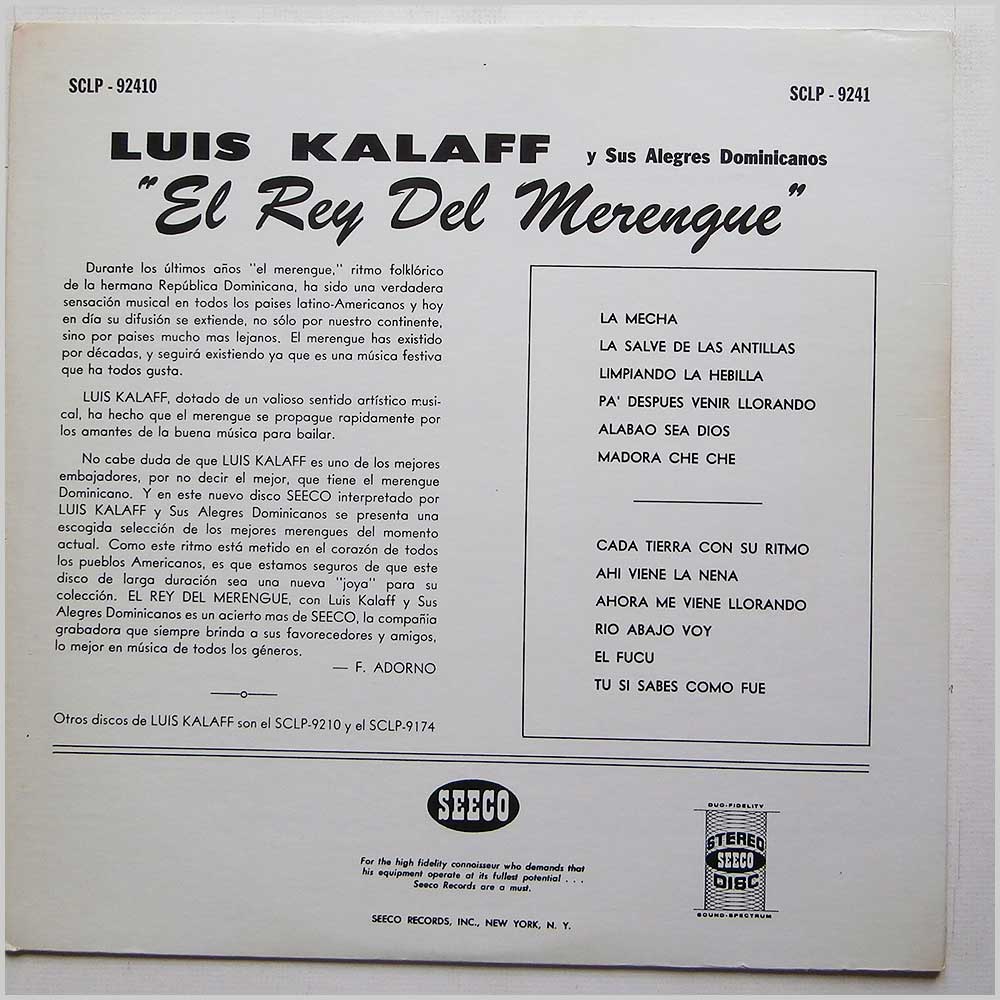 SCLP - 92410
SCLP - 9241
LUIS KALAFF y Sus Alegres Dominicanos
"El Rey Del Merengue"
Durante los últimos años "el merengue," ritmo folklórico
de la hermana República Dominicana, ha sido una verdadera
sensación musical en todos los paises latino-Americanos y hoy
en día su difusión se extiende, no sólo por nuestro continente,
sino por paises mucho mas lejanos. El merengue has existido
por décadas, y seguirá existiendo ya que es una música festiva
que ha todos gusta.
LUIS KALAFF, dotado de un valioso sentido artístico musi-
cal, ha hecho que el merengue se propague rapidamente por
los amantes de la buena música para bailar.
No cabe duda de que LUIS KALAFF es uno de los mejores
embajadores, por no decir el mejor, que tiene el merengue
Dominicano. Y en este nuevo disco SEECO interpretado por
LUIS KALAFF y Sus Alegres Dominicanos se presenta una
escogida selección de los mejores merengues del momento
actual. Como este ritmo está metido en el corazón de todos
los pueblos Americanos, es que estamos seguros de que este
disco de larga duración sea una nueva "joya" para su
colección. EL REY DEL MERENGUE, con Luis Kalaff y Sus
Alegres Dominicanos es un acierto mas de SEECO, la compañia
grabadora que siempre brinda a sus favorecedores y amigos,
lo mejor en música de todos los géneros.
— F. ADORNO
Otros discos de LUIS KALAFF son el SCLP-9210 y el SCLP-9174
LA MECHA
LA SALVE DE LAS ANTILLAS
LIMPIANDO LA HEBILLA
PA' DESPUES VENIR LLORANDO
ALABAO SEA DIOS
MADORA CHE CHE
CADA TIERRA CON SU RITMO
AHI VIENE LA NENA
AHORA ME VIENE LLORANDO
RIO ABAJO VOY
EL FUCU
TU SI SABES COMO FUE
SEECO
For the high fidelity connoisseur who demands that
his equipment operate at its fullest potential . . .
Seeco Records are a must.
SEECO RECORDS, INC., NEW YORK, N. Y.
DUO-FIDELITY
STEREO
SEECO
DISC
SOUND-SPECTRUM